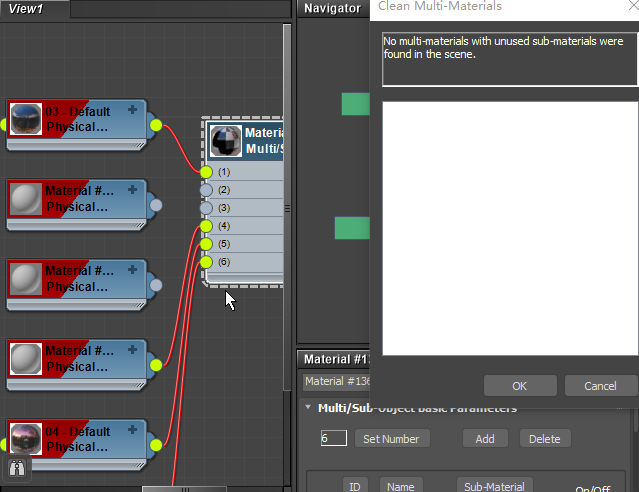 View1
Navigator
Clean Multi-Materials
No multi-materials with unused sub-materials were
found in the scene.
03 - Default
Physical...
Materia
Multi/S
(1)
(2)
(3)
(4)
(5)
(6)
Material #...
Physical...
Material #...
Physical...
Material #...
Physical...
04 - Default
Physical...
OK
Cancel
Material #13
Material #136
Multi/Sub-Object Basic Parameters
6
Set Number
Add
Delete
ID
Name
Sub-Material
On/Off